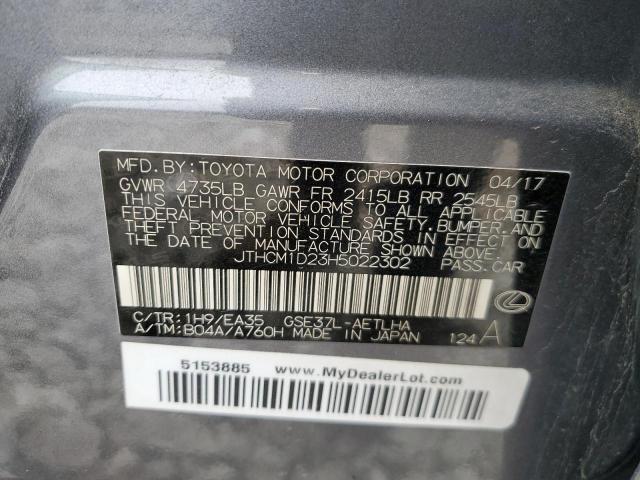 MFD. BY: TOYOTA MOTOR CORPORATION 04/17
GVWR 4735LB GAWR FR 2415LB RR 2545LB
THIS VEHICLE CONFORMS TO ALL APPLICABLE
FEDERAL MOTOR VEHICLE SAFETY, BUMPER, AND
THEFT PREVENTION STANDARDS IN EFFECT ON
THE DATE OF MANUFACTURE SHOWN ABOVE.
JTHCM1D23H5022302 PASS.CAR
C/TR: 1H9/EA35 GSE37L-AETLHA
A/TM: B04A/A760H MADE IN JAPAN 124 A
5153885 www.MyDealerLot.com